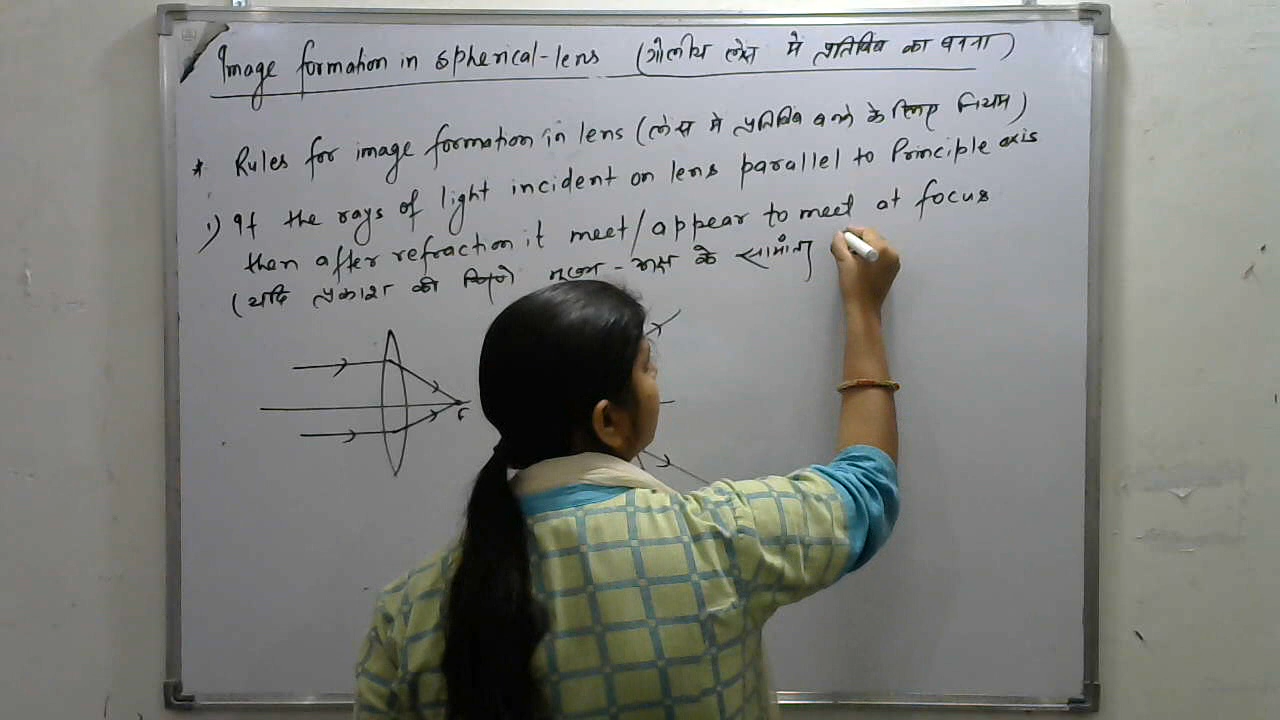 Image formation in spherical-lens (गोलीय लेंस में प्रतिबिंब का बनना)
* Rules for image formation in lens (लेंस में प्रतिबिंब बनने के लिए नियम)
1) If the rays of light incident on lens parallel to Principle axis
then after refraction it meet/appear to meet at focus
(यदि प्रकाश की किरणे मुख्य-अक्ष के
F